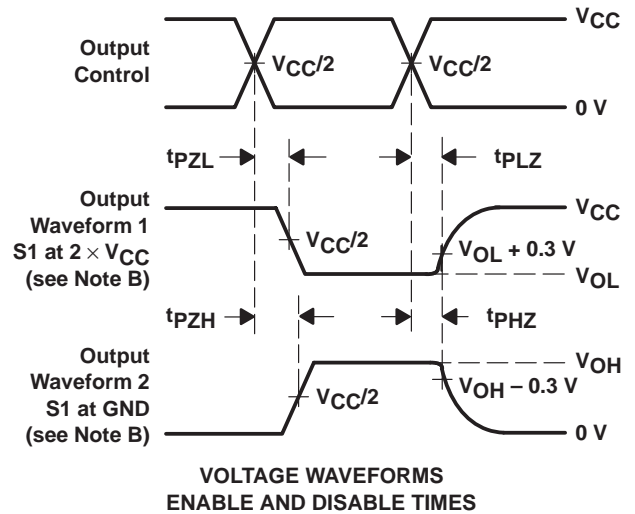 VCC
Output
Control
VCC/2
VCC/2
0 V
tPZL
tPLZ
Output
Waveform 1
S1 at 2 × VCC
(see Note B)
VCC
VCC/2
VOL + 0.3 V
VOL
tPZH
tPHZ
Output
Waveform 2
S1 at GND
(see Note B)
VOH
VCC/2
VOH – 0.3 V
0 V
VOLTAGE WAVEFORMS
ENABLE AND DISABLE TIMES